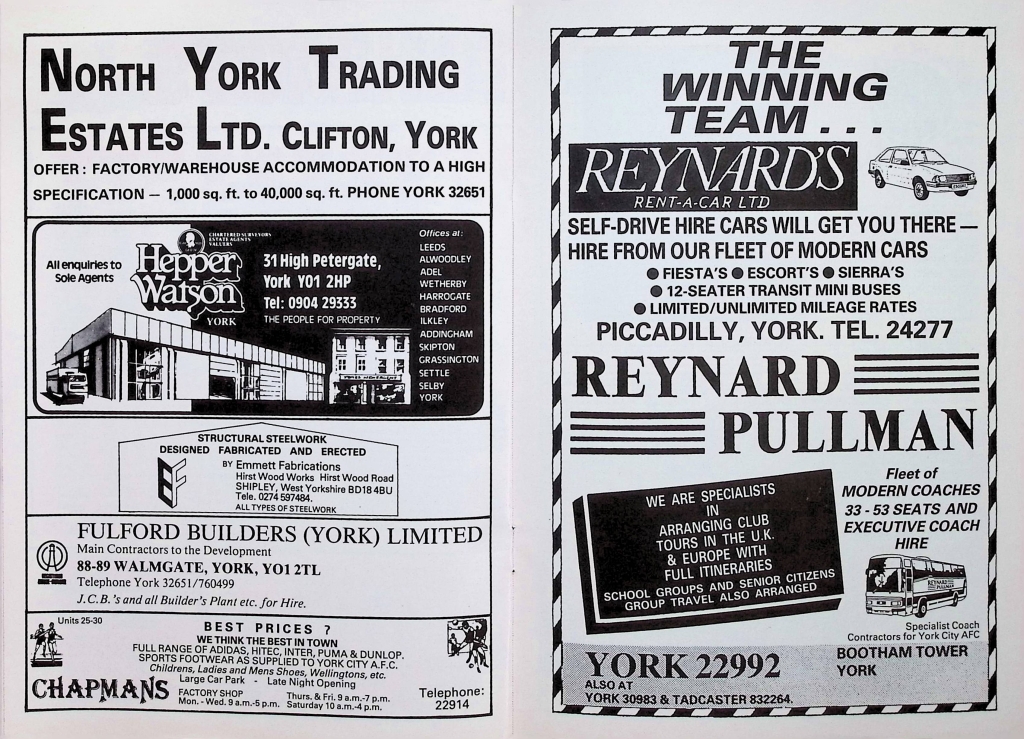 NORTH YORK TRADING
ESTATES LTD. CLIFTON, YORK
OFFER : FACTORY/WAREHOUSE ACCOMMODATION TO A HIGH
SPECIFICATION — 1,000 sq. ft. to 40,000 sq. ft. PHONE YORK 32651
All enquiries to
Sole Agents
CHARTERED SURVEYORS
ESTATE AGENTS
VALUERS
Hepper
Watson
YORK
31 High Petergate,
York YO1 2HP
Tel: 0904 29333
THE PEOPLE FOR PROPERTY
Offices at:
LEEDS
ALWOODLEY
ADEL
WETHERBY
HARROGATE
BRADFORD
ILKLEY
ADDINGHAM
SKIPTON
GRASSINGTON
SETTLE
SELBY
YORK
STRUCTURAL STEELWORK
DESIGNED FABRICATED AND ERECTED
BY Emmett Fabrications
Hirst Wood Works Hirst Wood Road
SHIPLEY, West Yorkshire BD18 4BU
Tele. 0274 597484.
ALL TYPES OF STEELWORK
FULFORD BUILDERS (YORK) LIMITED
Main Contractors to the Development
88-89 WALMGATE, YORK, YO1 2TL
Telephone York 32651/760499
J.C.B.'s and all Builder's Plant etc. for Hire.
Units 25-30
BEST PRICES ?
WE THINK THE BEST IN TOWN
FULL RANGE OF ADIDAS, HITEC, INTER, PUMA & DUNLOP.
SPORTS FOOTWEAR AS SUPPLIED TO YORK CITY A.F.C.
Childrens, Ladies and Mens Shoes, Wellingtons, etc.
Large Car Park - Late Night Opening
CHAPMANS
FACTORY SHOP
Mon. - Wed. 9 a.m.-5 p.m.
Thurs. & Fri. 9 a.m.-7 p.m.
Saturday 10 a.m.-4 p.m.
Telephone:
22914
THE
WINNING
TEAM . . .
REYNARD'S
RENT-A-CAR LTD
SELF-DRIVE HIRE CARS WILL GET YOU THERE —
HIRE FROM OUR FLEET OF MODERN CARS
● FIESTA'S ● ESCORT'S ● SIERRA'S
● 12-SEATER TRANSIT MINI BUSES
● LIMITED/UNLIMITED MILEAGE RATES
PICCADILLY, YORK. TEL. 24277
REYNARD
PULLMAN
WE ARE SPECIALISTS
IN
ARRANGING CLUB
TOURS IN THE U.K.
& EUROPE WITH
FULL ITINERARIES
SCHOOL GROUPS AND SENIOR CITIZENS
GROUP TRAVEL ALSO ARRANGED
Fleet of
MODERN COACHES
33 - 53 SEATS AND
EXECUTIVE COACH
HIRE
REYNARD
PULLMAN
Specialist Coach
Contractors for York City AFC
YORK 22992
ALSO AT
YORK 30983 & TADCASTER 832264.
BOOTHAM TOWER
YORK